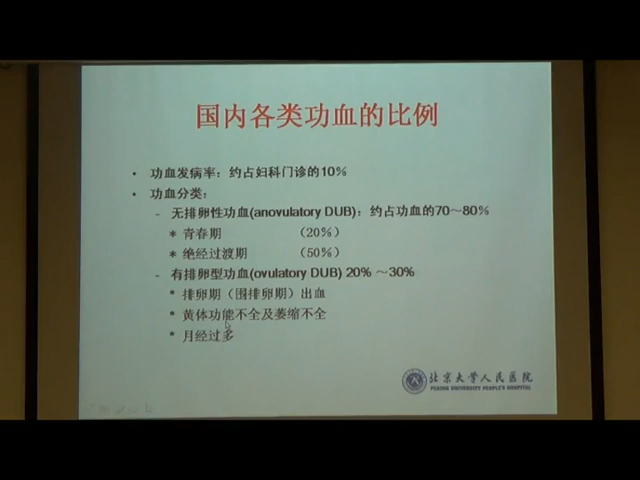 国内各类功血的比例
• 功血发病率：约占妇科门诊的10%
• 功血分类：
- 无排卵性功血(anovulatory DUB)：约占功血的70～80%
* 青春期 （20%）
* 绝经过渡期 （50%）
- 有排卵型功血(ovulatory DUB) 20% ～30%
* 排卵期（围排卵期）出血
* 黄体功能不全及萎缩不全
* 月经过多
北京大学人民医院
PEKING UNIVERSITY PEOPLE'S HOSPITAL